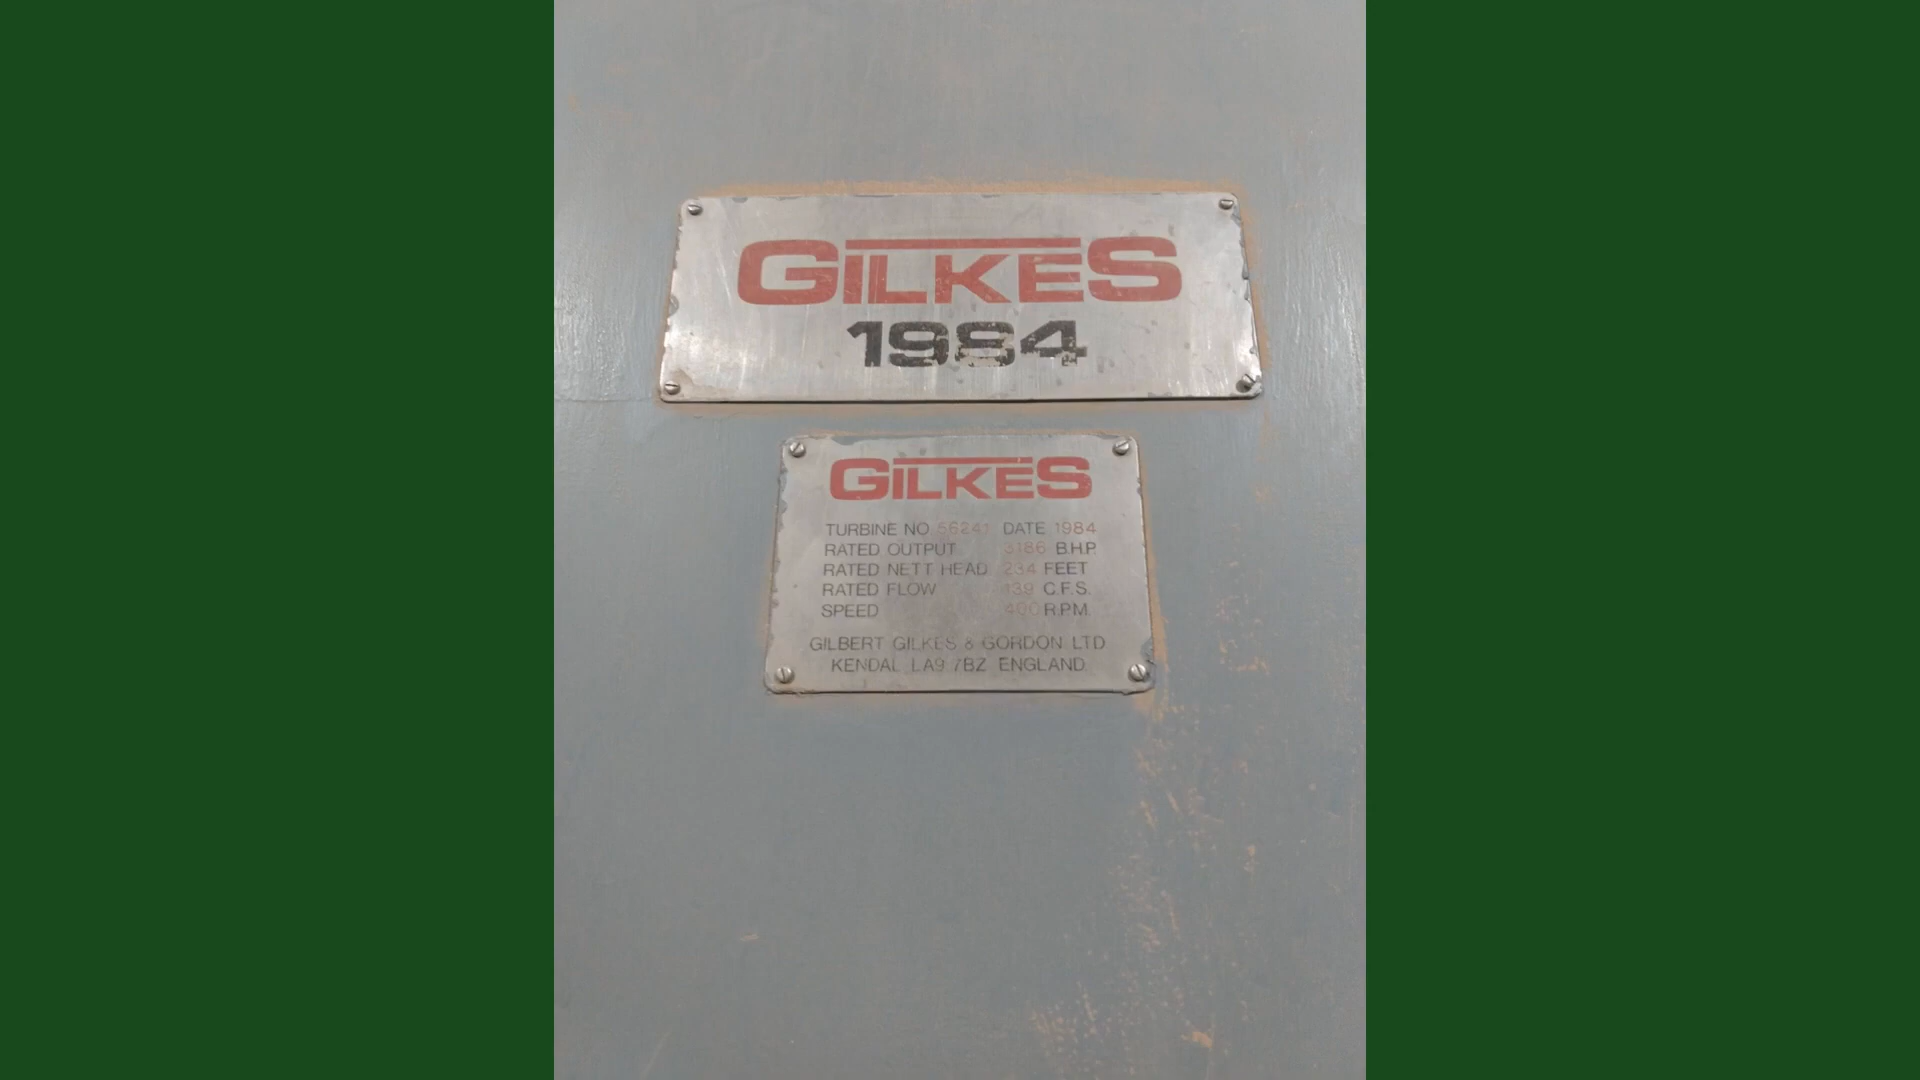 GILKES
1984
GILKES
TURBINE NO 56241 DATE 1984
RATED OUTPUT 3186 B.H.P.
RATED NETT HEAD 234 FEET
RATED FLOW 139 C.F.S.
SPEED 400 R.P.M.
GILBERT GILKES & GORDON LTD
KENDAL LA9 7BZ ENGLAND